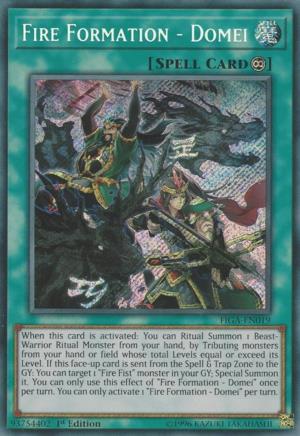 FIRE FORMATION - DOMEI
[SPELL CARD]
FIGA-EN019
When this card is activated: You can Ritual Summon 1 Beast-
Warrior Ritual Monster from your hand, by Tributing monsters
from your hand or field whose total Levels equal or exceed its
Level. If this face-up card is sent from the Spell & Trap Zone to the
GY: You can target 1 "Fire Fist" monster in your GY; Special Summon
it. You can only use this effect of "Fire Formation - Domei" once
per turn. You can only activate 1 "Fire Formation - Domei" per turn.
93754402 1st Edition ©1996 KAZUKI TAKAHASHI